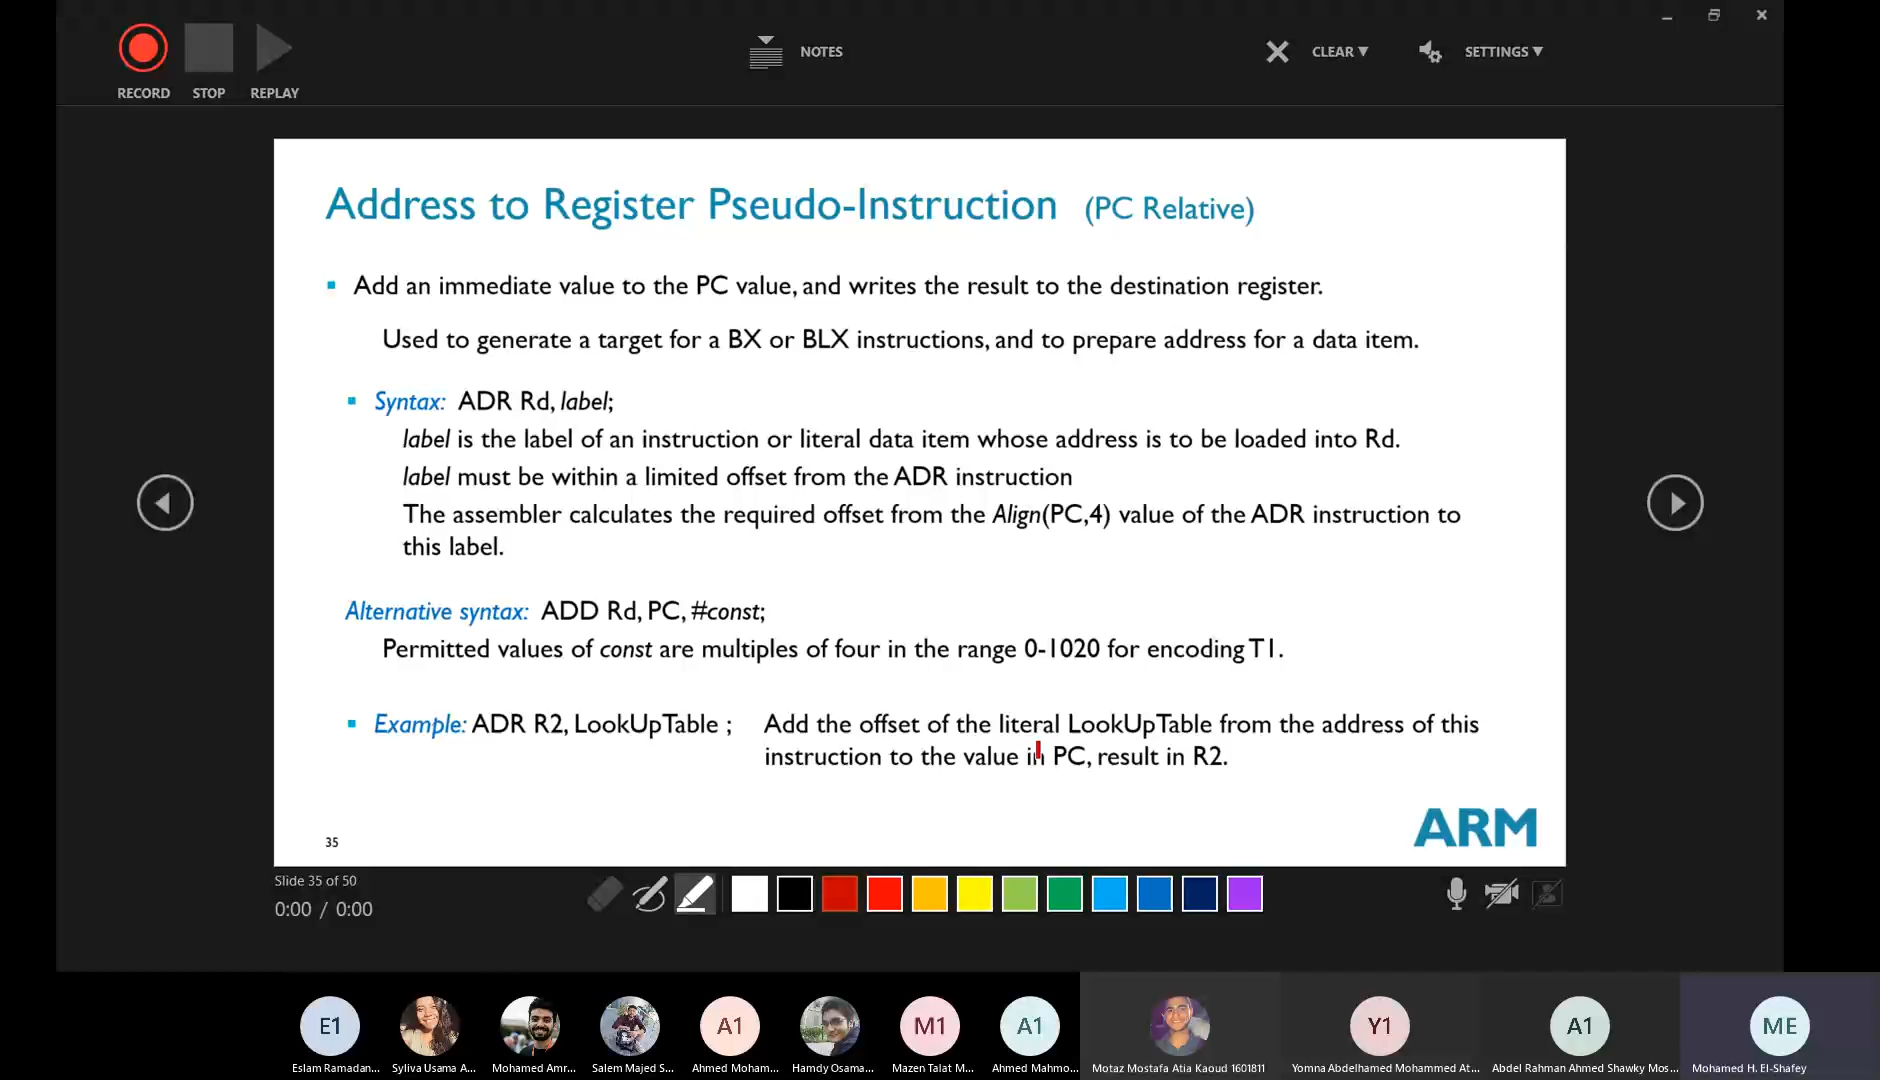 NOTES
CLEAR
SETTINGS
RECORD
STOP
REPLAY
Address to Register Pseudo-Instruction (PC Relative)
Add an immediate value to the PC value, and writes the result to the destination register.
Used to generate a target for a BX or BLX instructions, and to prepare address for a data item.
Syntax: ADR Rd, label;
label is the label of an instruction or literal data item whose address is to be loaded into Rd.
label must be within a limited offset from the ADR instruction
The assembler calculates the required offset from the Align(PC,4) value of the ADR instruction to
this label.
Alternative syntax: ADD Rd, PC, #const;
Permitted values of const are multiples of four in the range 0-1020 for encoding T1.
Example: ADR R2, LookUpTable ; Add the offset of the literal LookUpTable from the address of this
instruction to the value in PC, result in R2.
ARM
35
Slide 35 of 50
0:00 / 0:00
E1
A1
M1
A1
Y1
A1
ME
Eslam Ramadan...
Syliva Usama A...
Mohamed Amr...
Salem Majed S...
Ahmed Moham...
Hamdy Osama...
Mazen Talat M...
Ahmed Mahmo...
Motaz Mostafa Atia Kaoud 1601811
Yomna Abdelhamed Mohammed At...
Abdel Rahman Ahmed Shawky Mos...
Mohamed H. El-Shafey